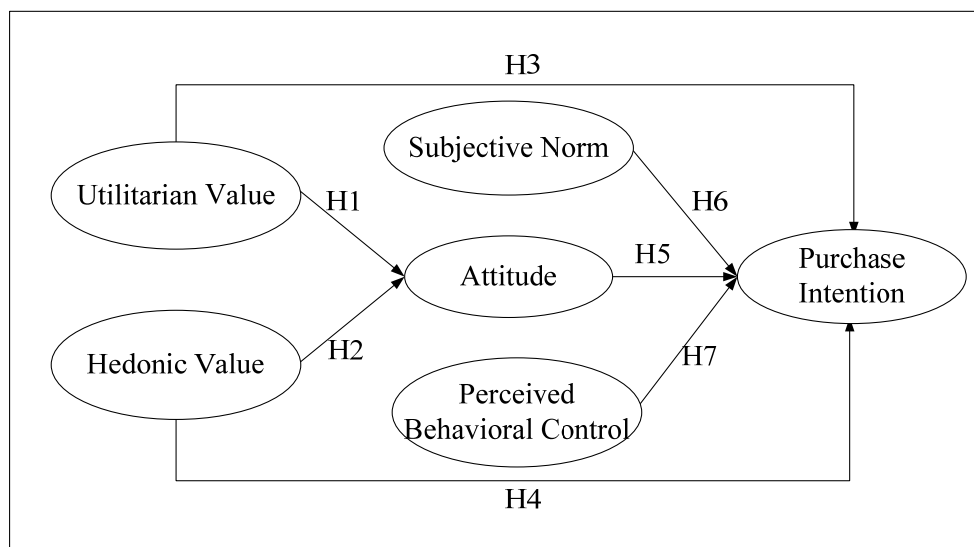 H3
Subjective Norm
Utilitarian Value
H1
H6
Attitude
H5
Purchase
Intention
Hedonic Value
H2
H7
Perceived
Behavioral Control
H4